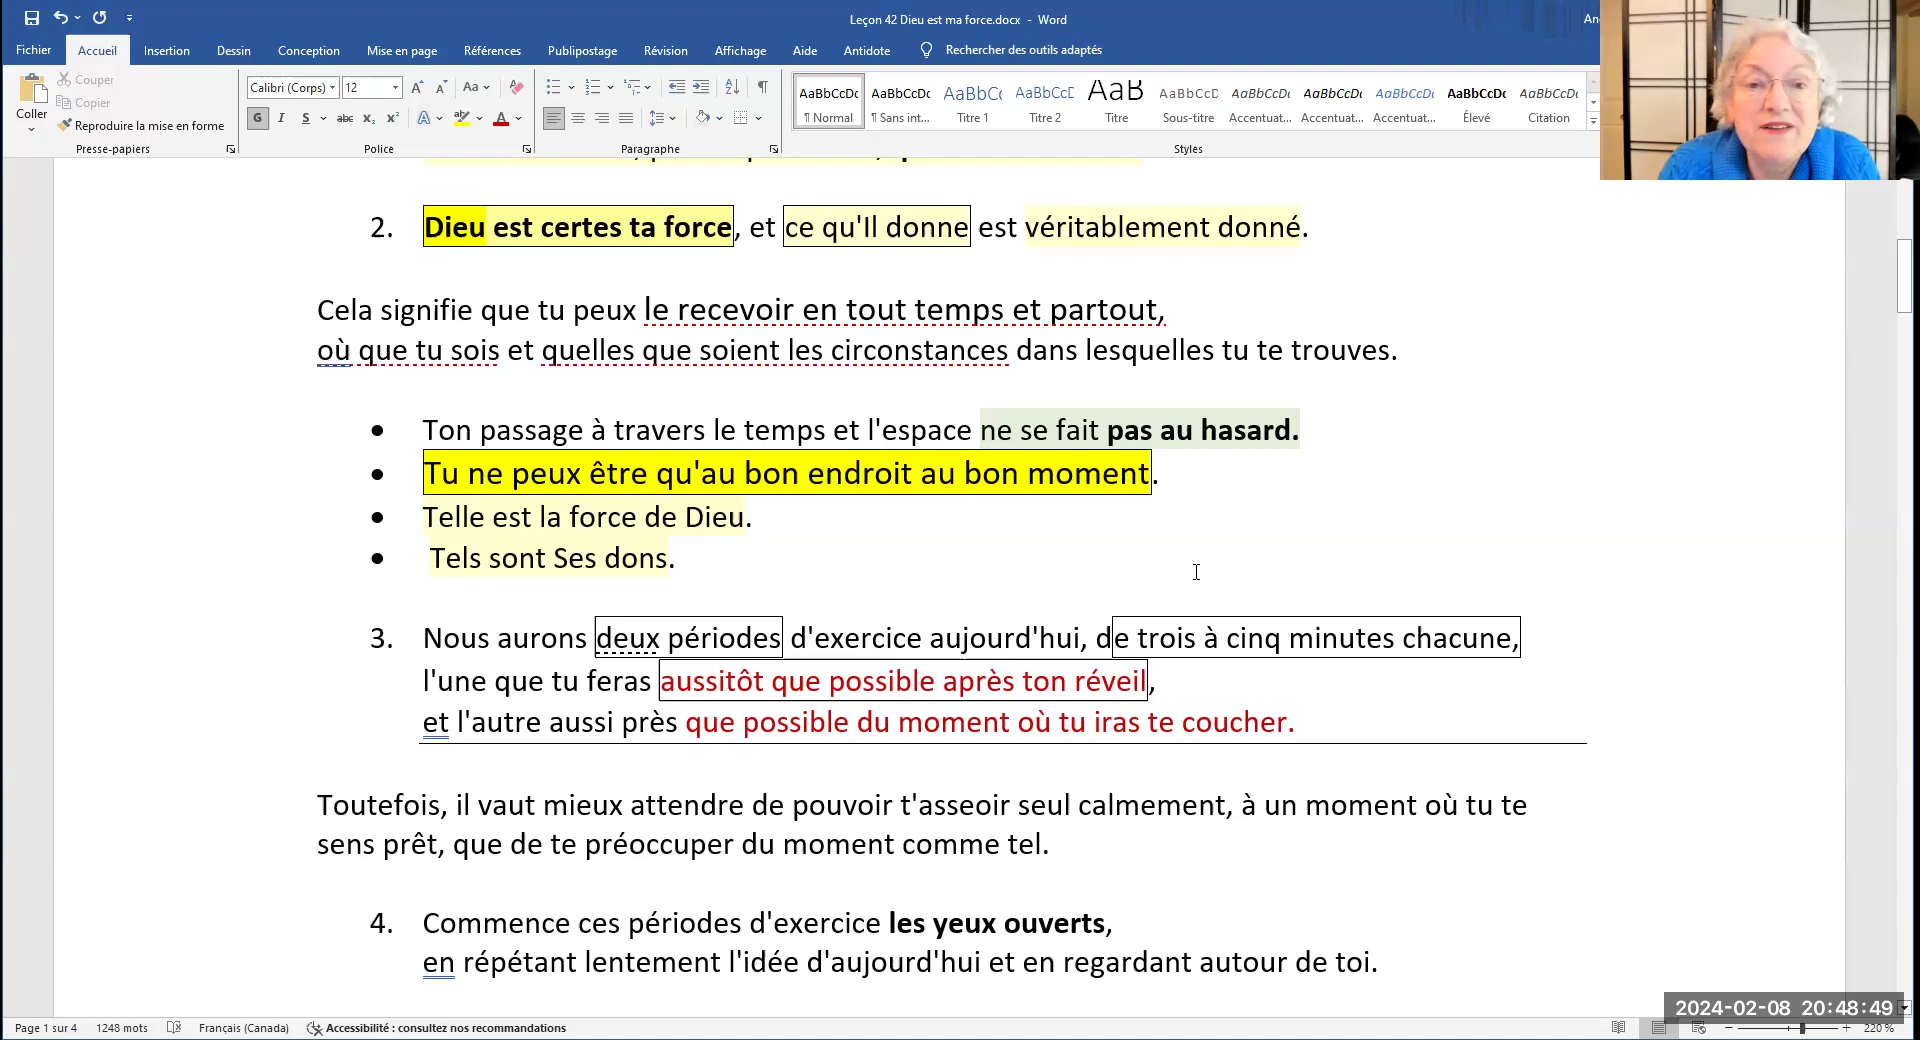 Leçon 42 Dieu est ma force.docx - Word
Fichier Accueil Insertion Dessin Conception Mise en page Références Publipostage Révision Affichage Aide Antidote Rechercher des outils adaptés
Coller
Couper
Copier
Reproduire la mise en forme
Presse-papiers
Calibri (Corps) 12
Police
Paragraphe
AaBbCcDc AaBbCcDc AaBbCc AaBbCcD AaB AaBbCcD AaBbCcDc AaBbCcDc AaBbCcDc AaBbCcDc AaBbCcDc
¶ Normal ¶ Sans int... Titre 1 Titre 2 Titre Sous-titre Accentuat... Accentuat... Accentuat... Élevé Citation
Styles
2. Dieu est certes ta force, et ce qu'Il donne est véritablement donné.
Cela signifie que tu peux le recevoir en tout temps et partout,
où que tu sois et quelles que soient les circonstances dans lesquelles tu te trouves.
• Ton passage à travers le temps et l'espace ne se fait pas au hasard.
• Tu ne peux être qu'au bon endroit au bon moment.
• Telle est la force de Dieu.
• Tels sont Ses dons.
3. Nous aurons deux périodes d'exercice aujourd'hui, de trois à cinq minutes chacune,
l'une que tu feras aussitôt que possible après ton réveil,
et l'autre aussi près que possible du moment où tu iras te coucher.
Toutefois, il vaut mieux attendre de pouvoir t'asseoir seul calmement, à un moment où tu te
sens prêt, que de te préoccuper du moment comme tel.
4. Commence ces périodes d'exercice les yeux ouverts,
en répétant lentement l'idée d'aujourd'hui et en regardant autour de toi.
2024-02-08 20:48:49
Page 1 sur 4 1248 mots Français (Canada) Accessibilité : consultez nos recommandations 220 %